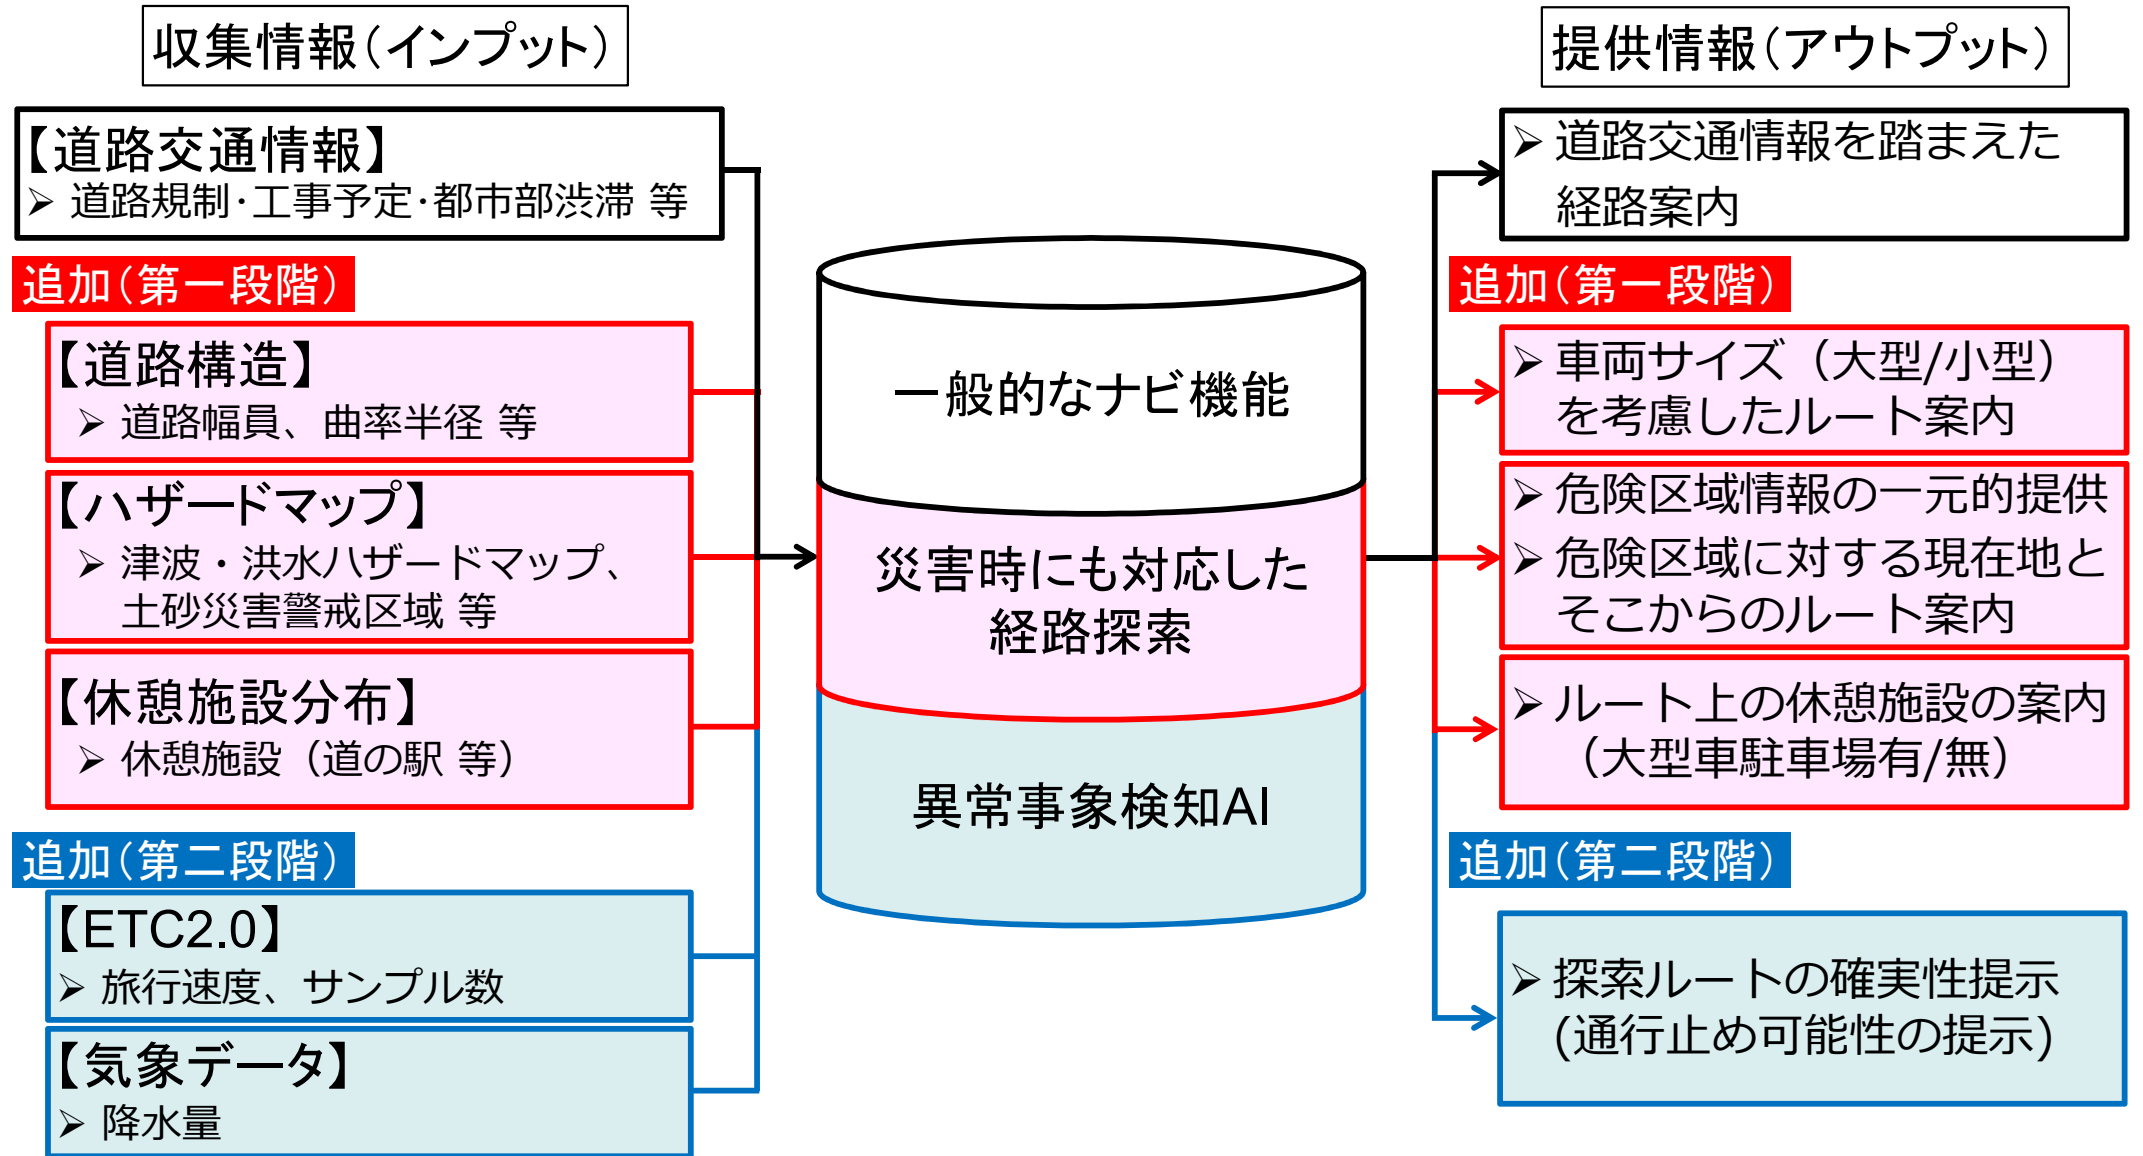 収集情報（インプット）
【道路交通情報】
➢ 道路規制・工事予定・都市部渋滞 等
追加（第一段階）
【道路構造】
➢ 道路幅員、曲率半径 等
【ハザードマップ】
➢ 津波・洪水ハザードマップ、
土砂災害警戒区域 等
【休憩施設分布】
➢ 休憩施設（道の駅 等）
追加（第二段階）
【ETC2.0】
➢ 旅行速度、サンプル数
【気象データ】
➢ 降水量
一般的なナビ機能
災害時にも対応した
経路探索
異常事象検知AI
提供情報（アウトプット）
➢ 道路交通情報を踏まえた
経路案内
追加（第一段階）
➢ 車両サイズ（大型/小型）
を考慮したルート案内
➢ 危険区域情報の一元的提供
➢ 危険区域に対する現在地と
そこからのルート案内
➢ ルート上の休憩施設の案内
（大型車駐車場有/無）
追加（第二段階）
➢ 探索ルートの確実性提示
(通行止め可能性の提示)